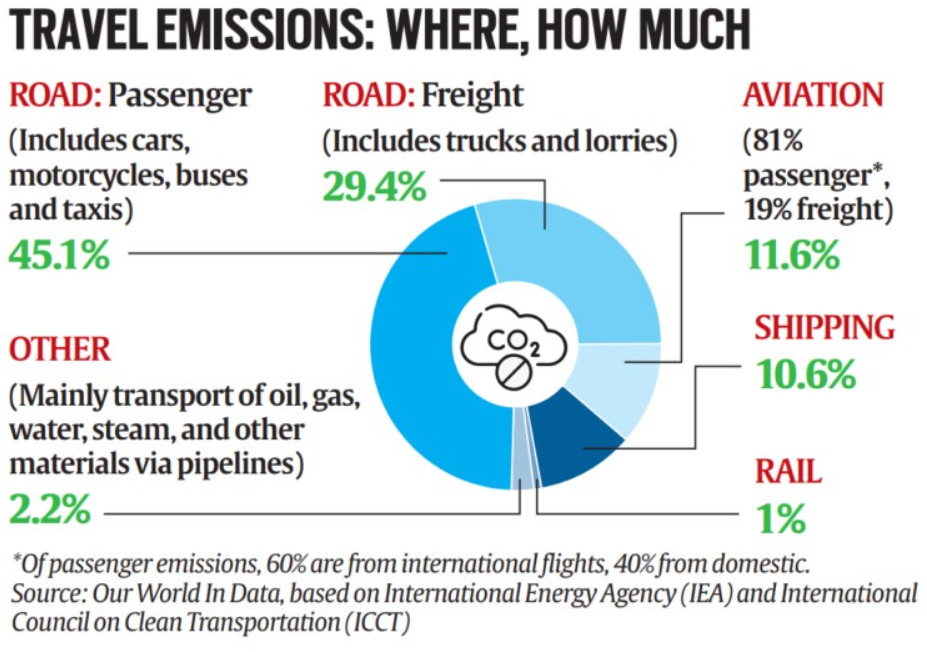 TRAVEL EMISSIONS: WHERE, HOW MUCH
ROAD: Passenger
(Includes cars,
motorcycles, buses
and taxis)
45.1%
ROAD: Freight
(Includes trucks and lorries)
29.4%
AVIATION
(81%
passenger*,
19% freight)
11.6%
SHIPPING
10.6%
RAIL
1%
OTHER
(Mainly transport of oil, gas,
water, steam, and other
materials via pipelines)
2.2%
CO2
*Of passenger emissions, 60% are from international flights, 40% from domestic.
Source: Our World In Data, based on International Energy Agency (IEA) and International
Council on Clean Transportation (ICCT)